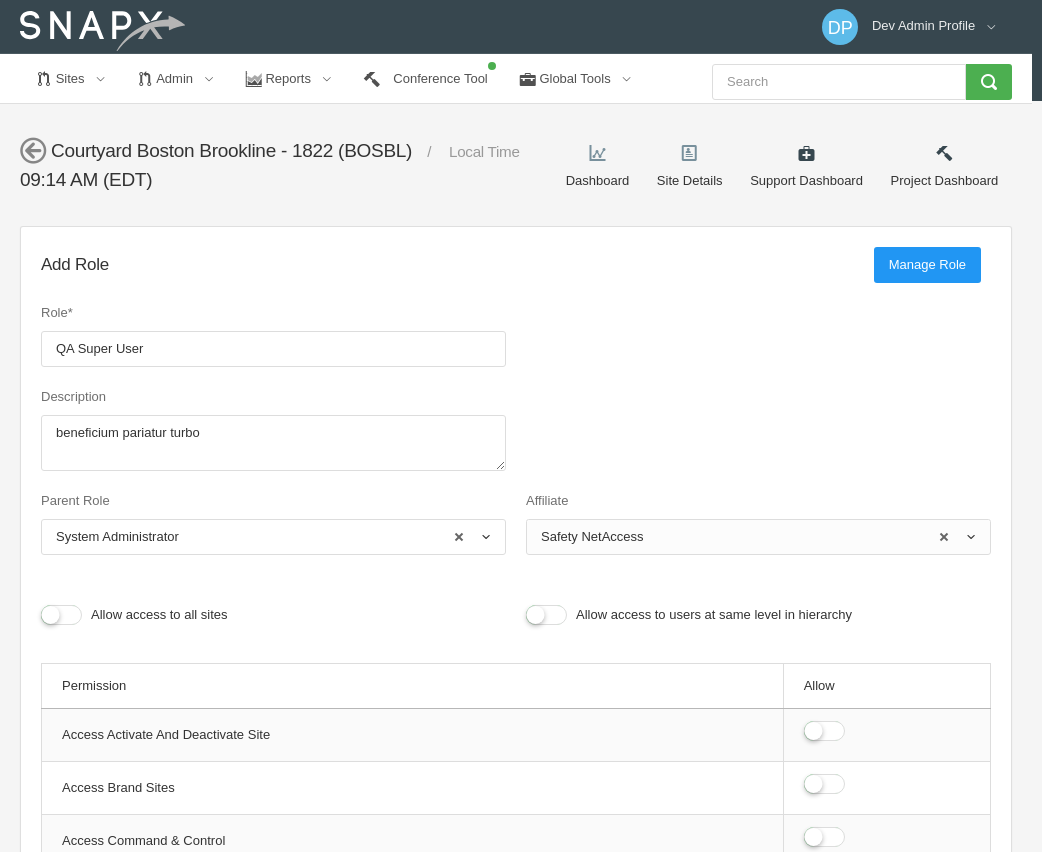 SNAPX
DP
Dev Admin Profile
Sites
Admin
Reports
Conference Tool
Global Tools
Search
Courtyard Boston Brookline - 1822 (BOSBL) / Local Time
09:14 AM (EDT)
Dashboard
Site Details
Support Dashboard
Project Dashboard
Add Role
Manage Role
Role*
QA Super User
Description
beneficium pariatur turbo
Parent Role
Affiliate
System Administrator
Safety NetAccess
Allow access to all sites
Allow access to users at same level in hierarchy
Permission
Allow
Access Activate And Deactivate Site
Access Brand Sites
Access Command & Control